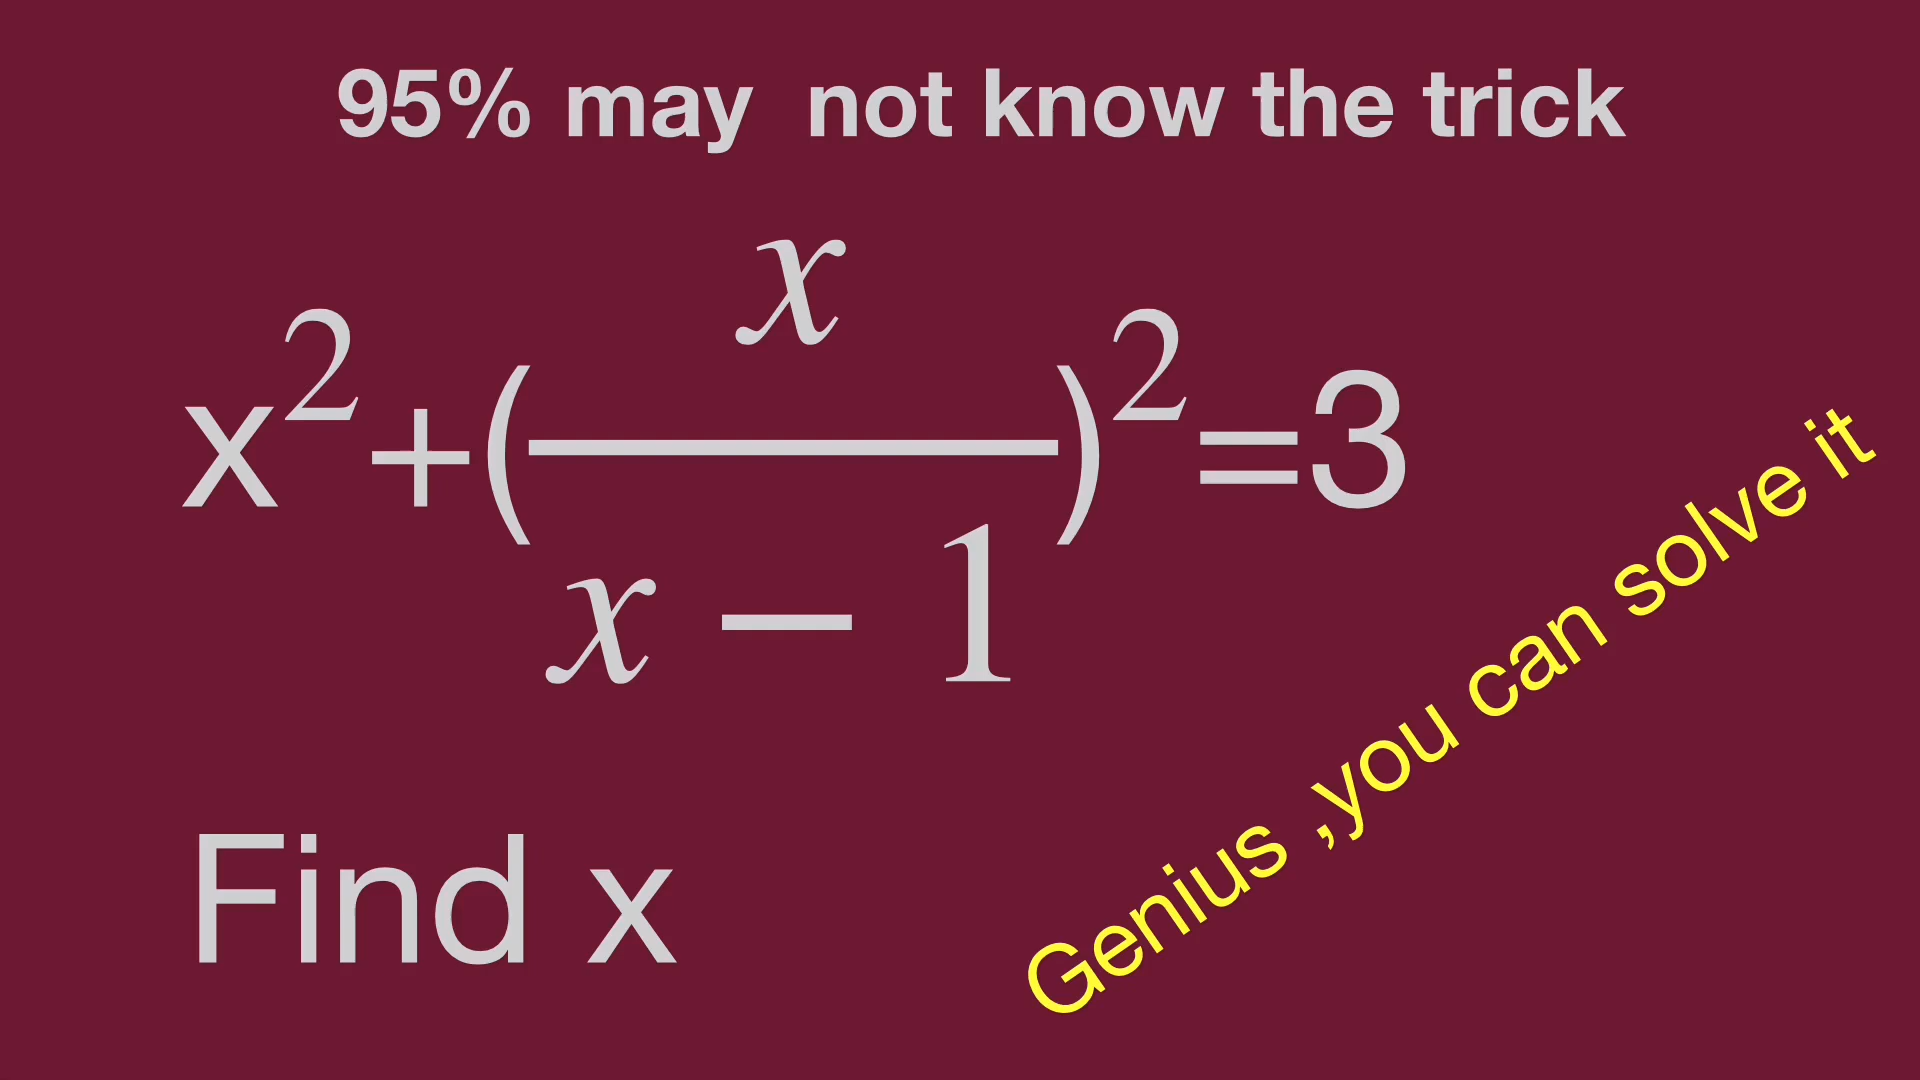 95% may  not know the trick
x²+(x/(x − 1))²=3
Genius ,you can solve it
Find x